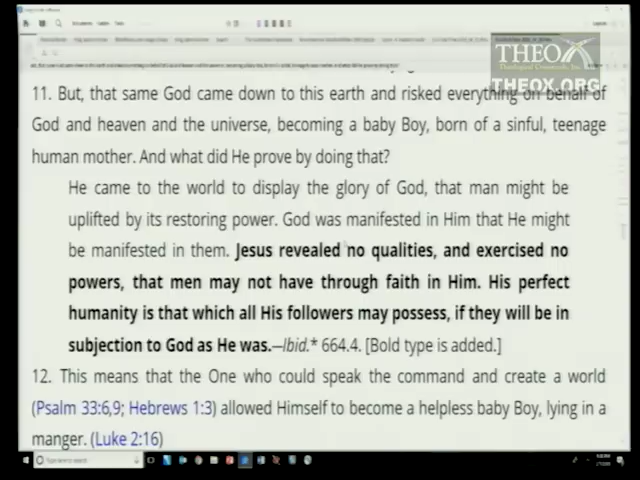 THEOX
THEOX.ORG
11. But, that same God came down to this earth and risked everything on behalf of
God and heaven and the universe, becoming a baby Boy, born of a sinful, teenage
human mother. And what did He prove by doing that?
He came to the world to display the glory of God, that man might be
uplifted by its restoring power. God was manifested in Him that He might
be manifested in them. Jesus revealed no qualities, and exercised no
powers, that men may not have through faith in Him. His perfect
humanity is that which all His followers may possess, if they will be in
subjection to God as He was.—Ibid.* 664.4. [Bold type is added.]
12. This means that the One who could speak the command and create a world
(Psalm 33:6,9; Hebrews 1:3) allowed Himself to become a helpless baby Boy, lying in a
manger. (Luke 2:16)